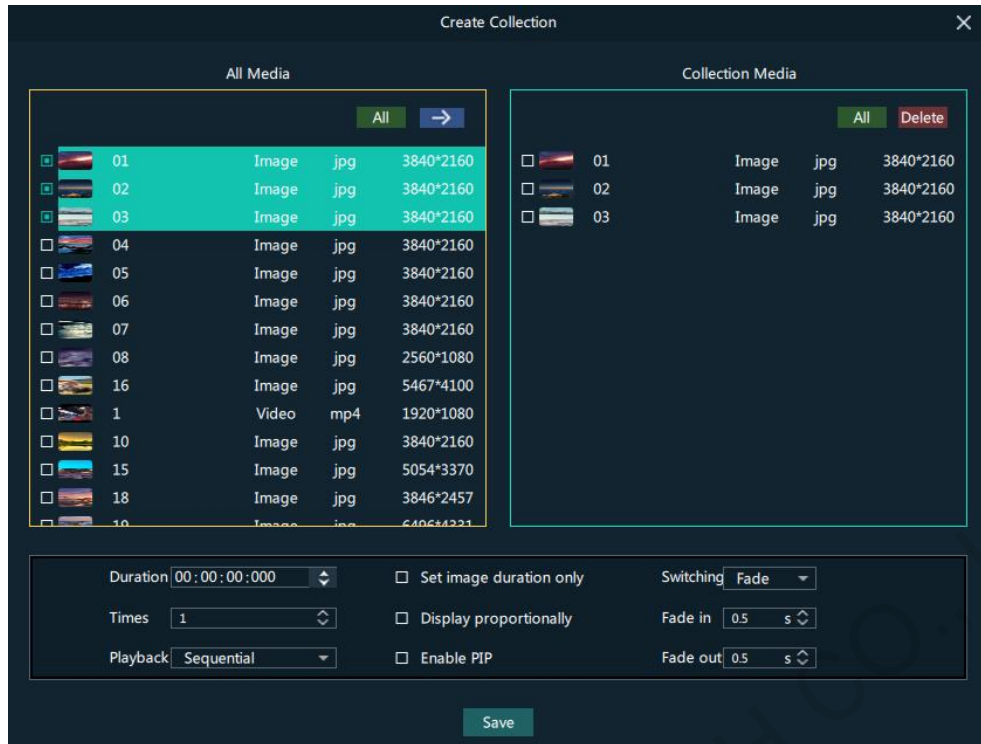 Create Collection
All Media
Collection Media
All
All Delete
01 Image jpg 3840*2160
02 Image jpg 3840*2160
03 Image jpg 3840*2160
04 Image jpg 3840*2160
05 Image jpg 3840*2160
06 Image jpg 3840*2160
07 Image jpg 3840*2160
08 Image jpg 2560*1080
16 Image jpg 5467*4100
1 Video mp4 1920*1080
10 Image jpg 3840*2160
15 Image jpg 5054*3370
18 Image jpg 3846*2457
19 Image jpg 6496*4331
01 Image jpg 3840*2160
02 Image jpg 3840*2160
03 Image jpg 3840*2160
Duration 00:00:00:000
Set image duration only
Switching Fade
Times 1
Display proportionally
Fade in 0.5 s
Playback Sequential
Enable PIP
Fade out 0.5 s
Save